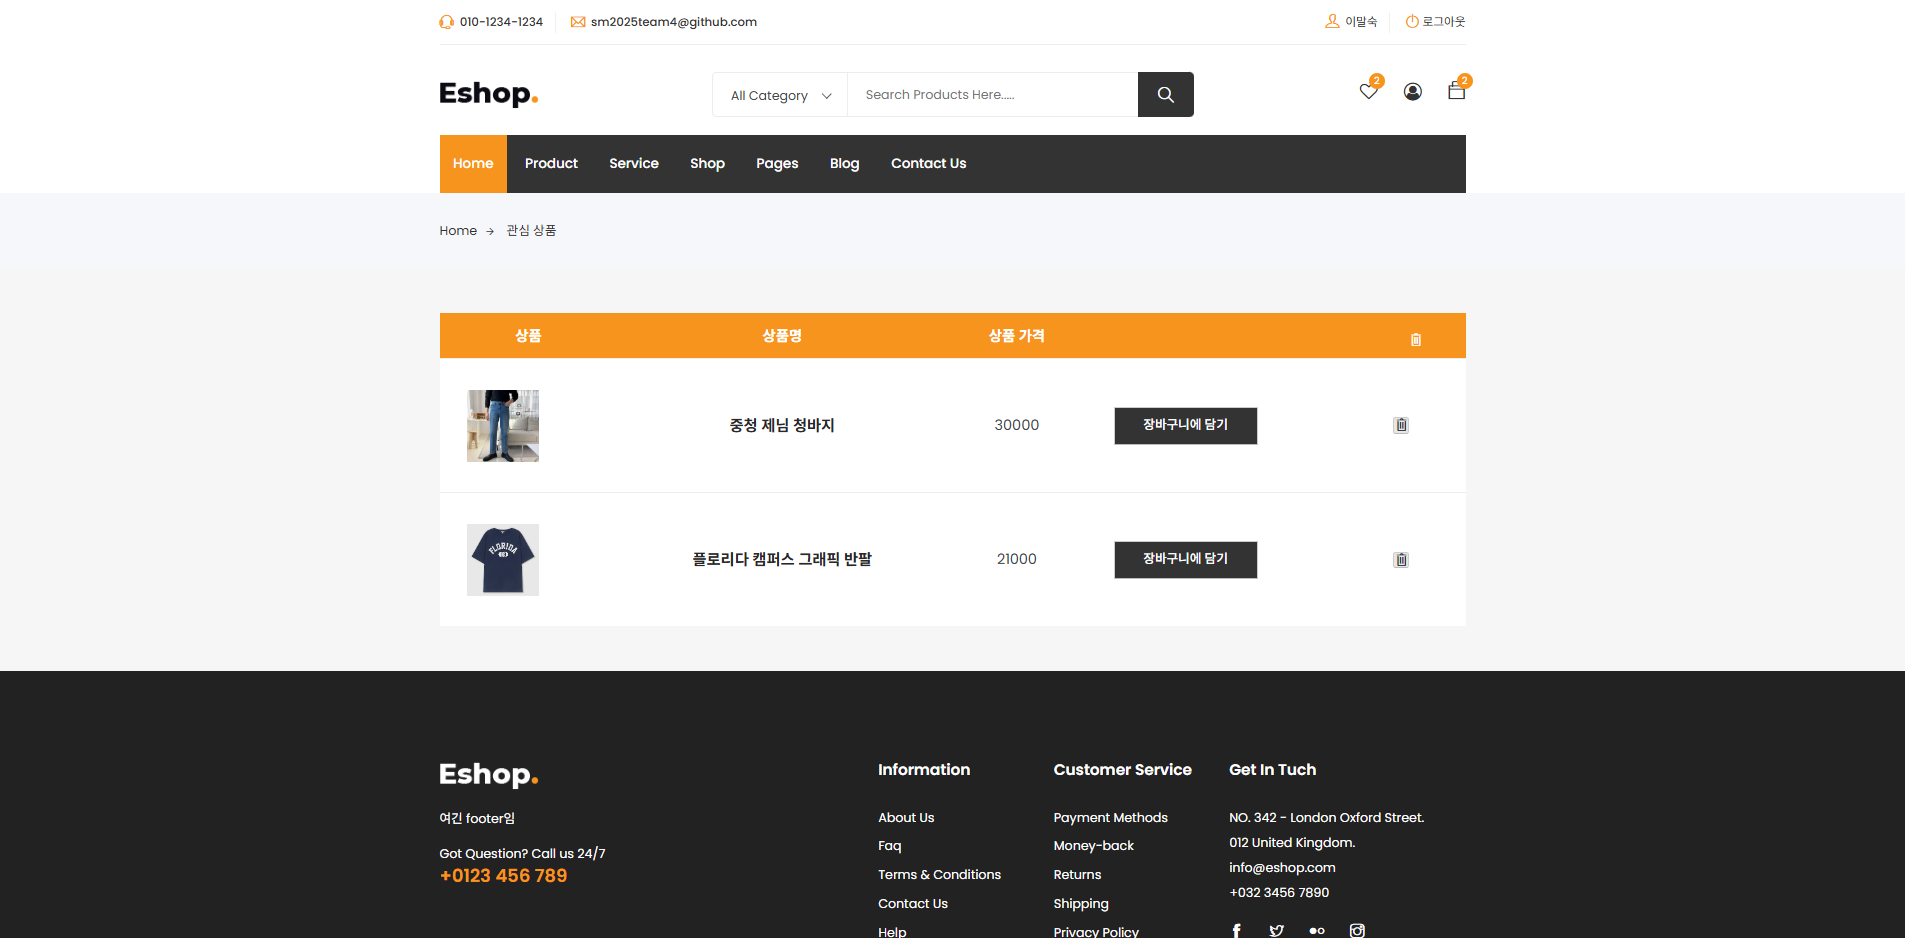 010-1234-1234 sm2025team4@github.com 이말숙 로그아웃
Eshop. All Category Search Products Here..... 2 2
Home Product Service Shop Pages Blog Contact Us
Home → 관심 상품
상품 상품명 상품 가격
중청 제님 청바지 30000 장바구니에 담기
FLORIDA
플로리다 캠퍼스 그래픽 반팔 21000 장바구니에 담기
Eshop.
여긴 footer임
Got Question? Call us 24/7
+0123 456 789
Information
About Us
Faq
Terms & Conditions
Contact Us
Help
Customer Service
Payment Methods
Money-back
Returns
Shipping
Privacy Policy
Get In Tuch
NO. 342 - London Oxford Street.
012 United Kingdom.
info@eshop.com
+032 3456 7890